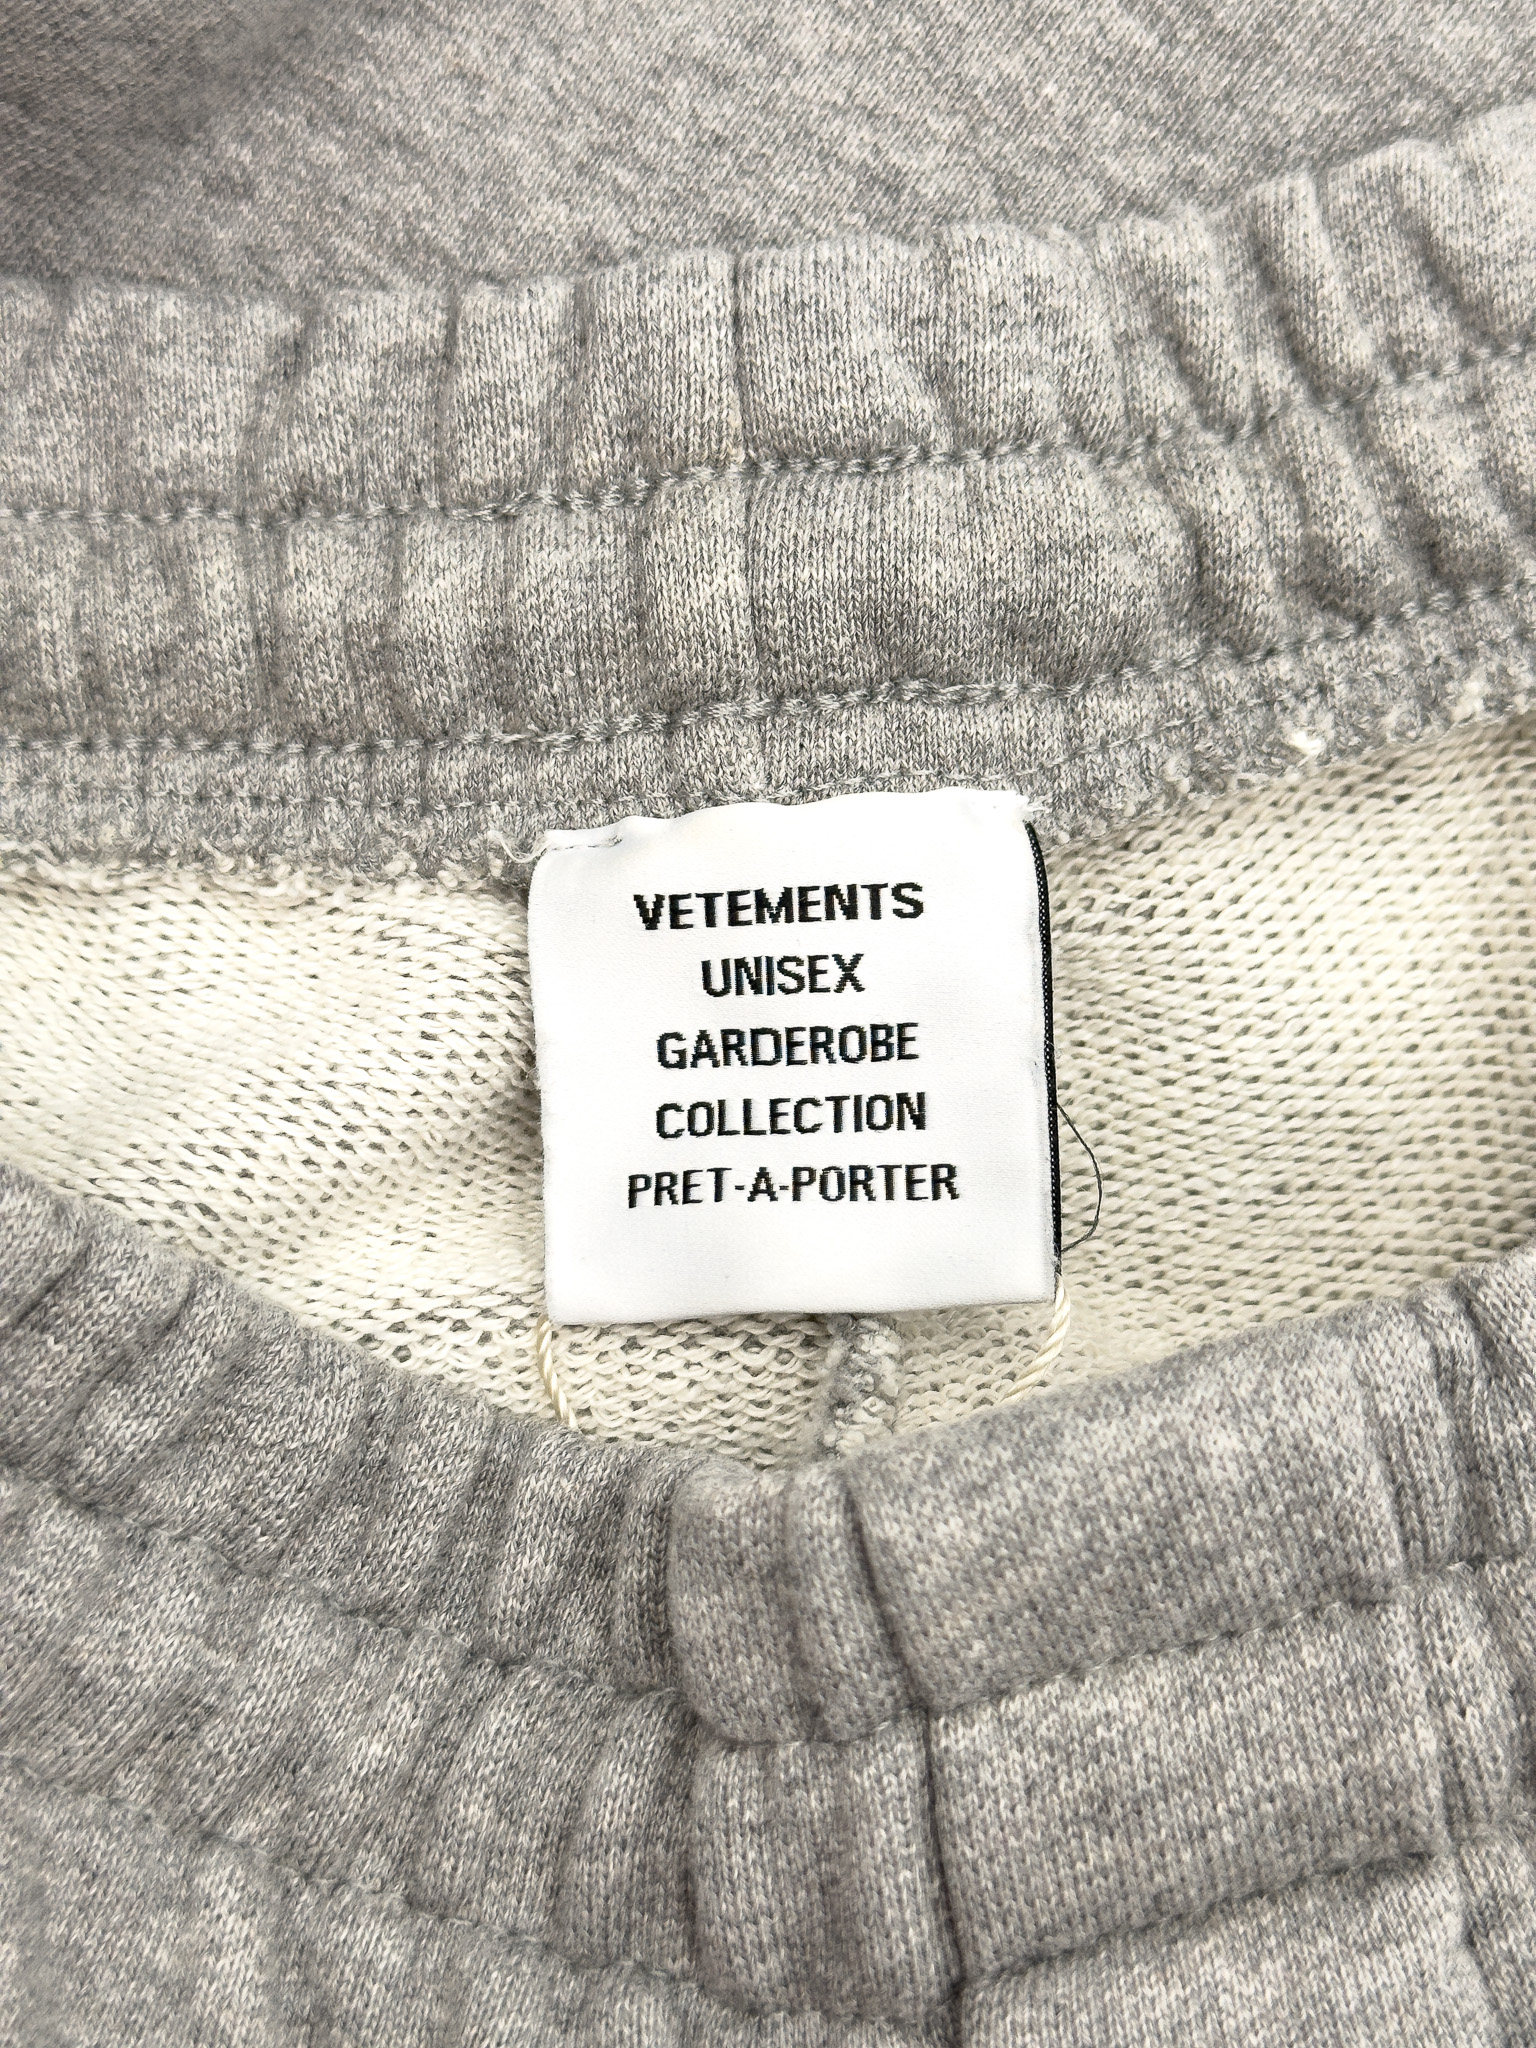 VETEMENTS
UNISEX
GARDEROBE
COLLECTION
PRET-A-PORTER